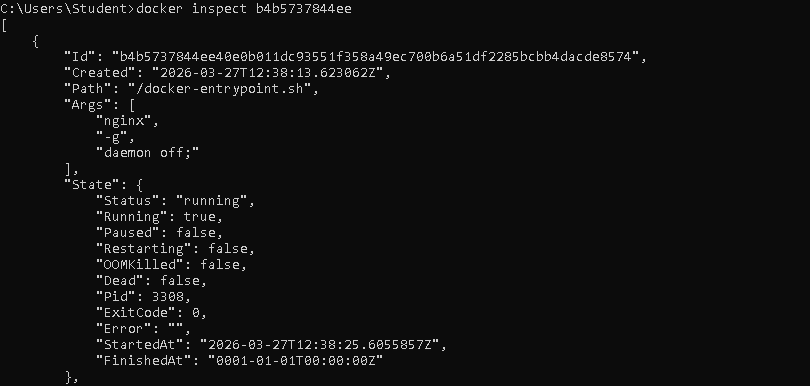 C:\Users\Student>docker inspect b4b5737844ee
[
    {
        "Id": "b4b5737844ee40e0b011dc93551f358a49ec700b6a51df2285bcbb4dacde8574",
        "Created": "2026-03-27T12:38:13.623062Z",
        "Path": "/docker-entrypoint.sh",
        "Args": [
            "nginx",
            "-g",
            "daemon off;"
        ],
        "State": {
            "Status": "running",
            "Running": true,
            "Paused": false,
            "Restarting": false,
            "OOMKilled": false,
            "Dead": false,
            "Pid": 3308,
            "ExitCode": 0,
            "Error": "",
            "StartedAt": "2026-03-27T12:38:25.6055857Z",
            "FinishedAt": "0001-01-01T00:00:00Z"
        },